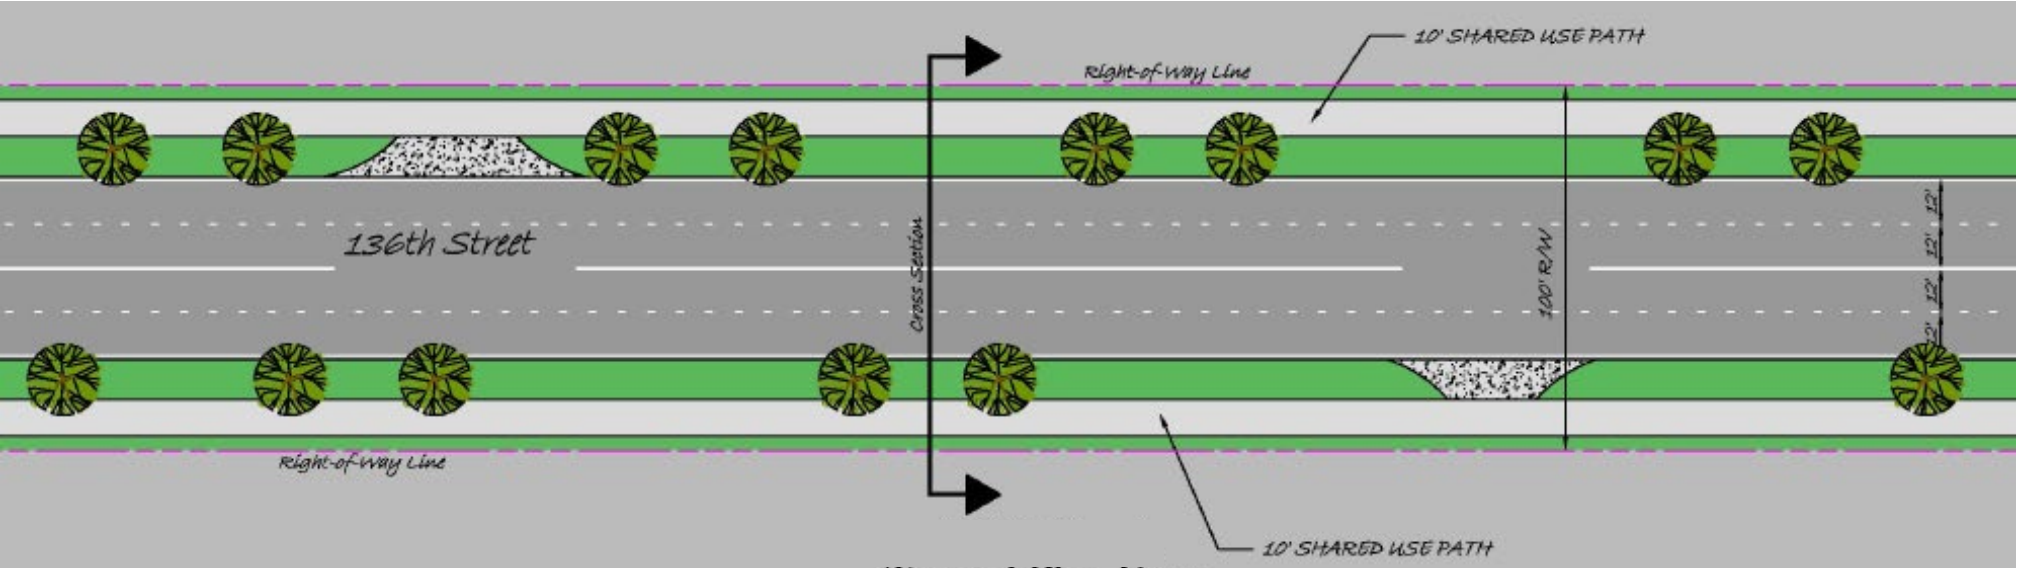 10' SHARED USE PATH
Right-of-Way Line
136th Street
Cross Section
100' R/W
12'
12'
12'
12'
Right-of-Way Line
10' SHARED USE PATH